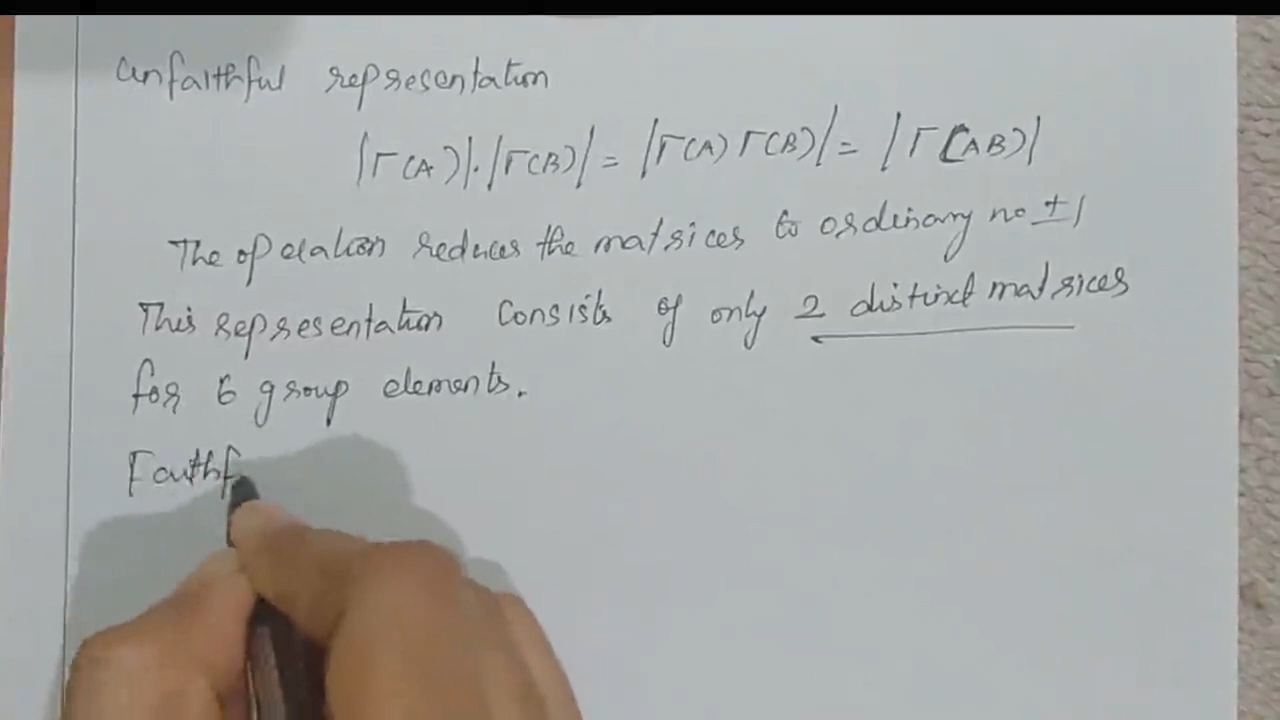 Unfaithful representation
|Γ(A)|·|Γ(B)| = |Γ(A) Γ(B)| = |Γ(AB)|
The operation reduces the matrices to ordinary no ±1
This representation consists of only 2 distinct matrices
for 6 group elements.
Faithf